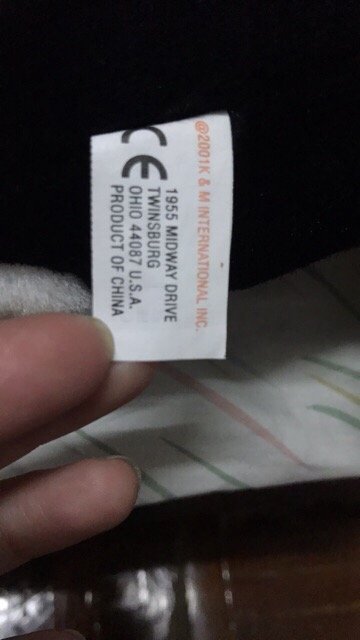 @2001K & M INTERNATIONAL INC.
1955 MIDWAY DRIVE
TWINSBURG
OHIO 44087 U.S.A.
PRODUCT OF CHINA
CE